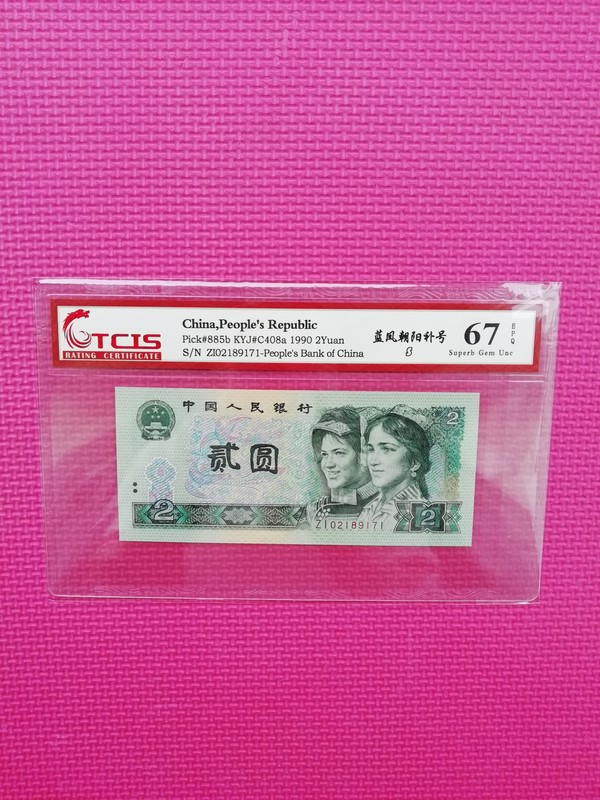 CTCIS
RATING CERTIFICATE
China,People's Republic
Pick#885b KYJ#C408a 1990 2Yuan
S/N ZI02189171-People's Bank of China
蓝凤朝阳补号
67 EPQ
Superb Gem Unc
中国人民银行
贰圆
2
2
2
ZI02189171